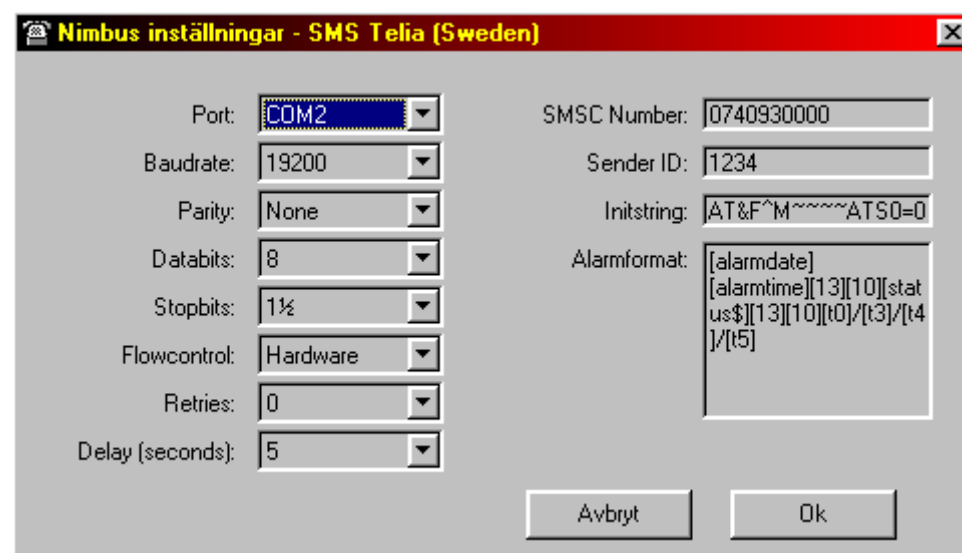 Nimbus inställningar - SMS Telia (Sweden)
Port: COM2
Baudrate: 19200
Parity: None
Databits: 8
Stopbits: 1½
Flowcontrol: Hardware
Retries: 0
Delay (seconds): 5
SMSC Number: 0740930000
Sender ID: 1234
Initstring: AT&F^M~~~~ATS0=0
Alarmformat: [alarmdate]
[alarmtime][13][10][stat
us$][13][10][t0]/[t3]/[t4
]/[t5]
Avbryt
Ok